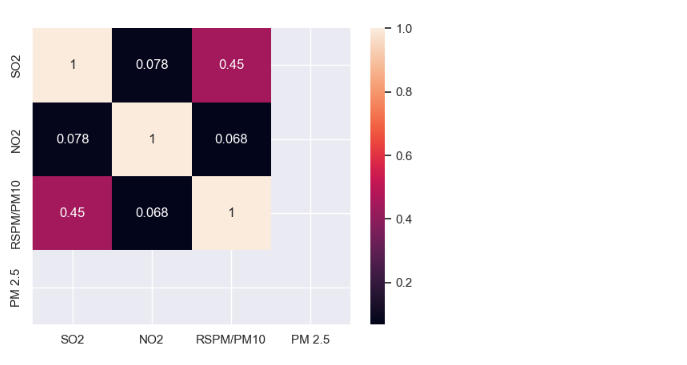 SO2 1 0.078 0.45
NO2 0.078 1 0.068
RSPM/PM10 0.45 0.068 1
PM 2.5
SO2 NO2 RSPM/PM10 PM 2.5
1.0
0.8
0.6
0.4
0.2